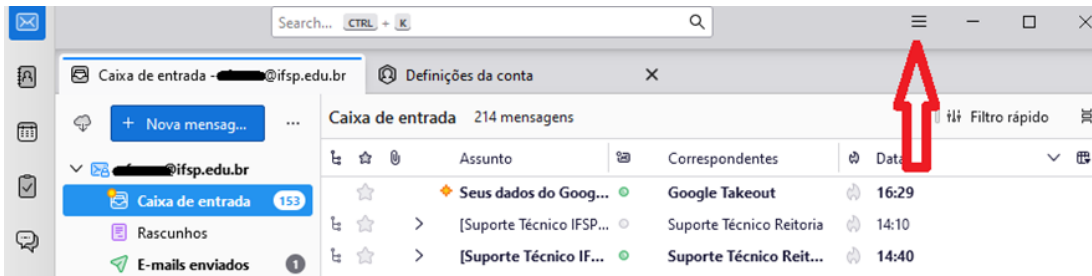 Search... CTRL + K
Caixa de entrada - @ifsp.edu.br Definições da conta
+ Nova mensag... Caixa de entrada 214 mensagens Filtro rápido
Assunto Correspondentes Data
@ifsp.edu.br
Caixa de entrada 153 Seus dados do Goog... Google Takeout 16:29
Rascunhos [Suporte Técnico IFSP... Suporte Técnico Reitoria 14:10
E-mails enviados 1 [Suporte Técnico IF... Suporte Técnico Reit... 14:40